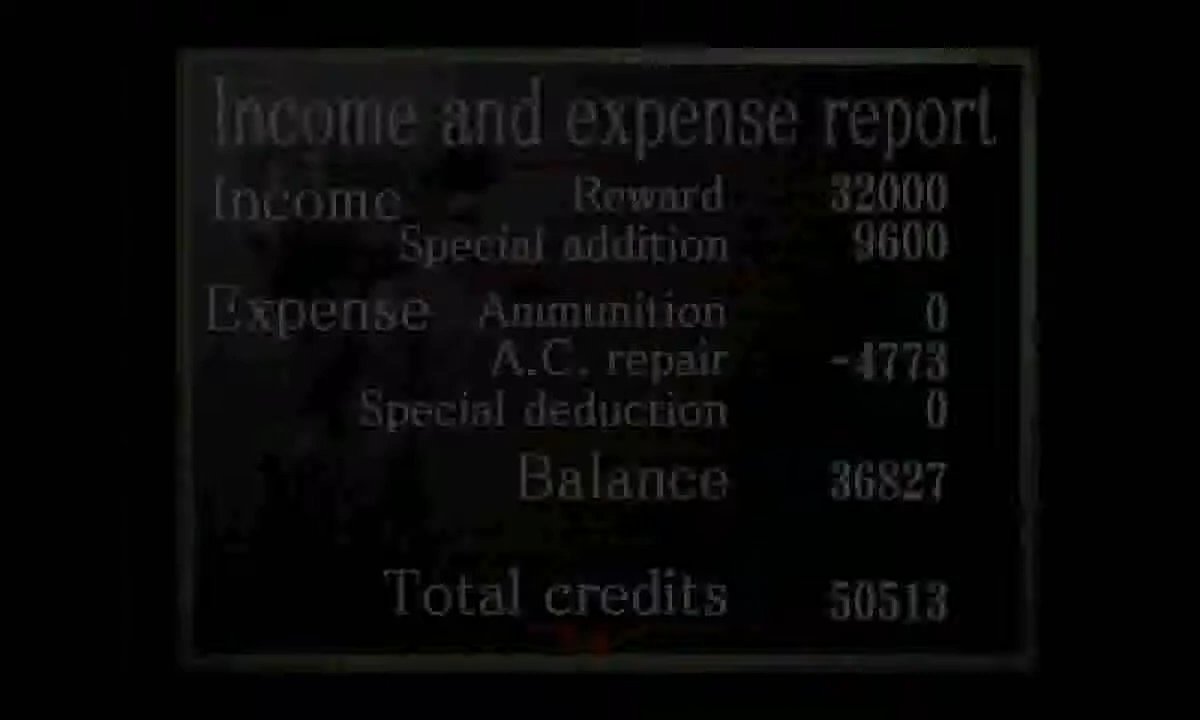 Income and expense report
Income Reward 32000
Special addition 9600
Expense Ammunition 0
A.C. repair -4773
Special deduction 0
Balance 36827
Total credits 50513